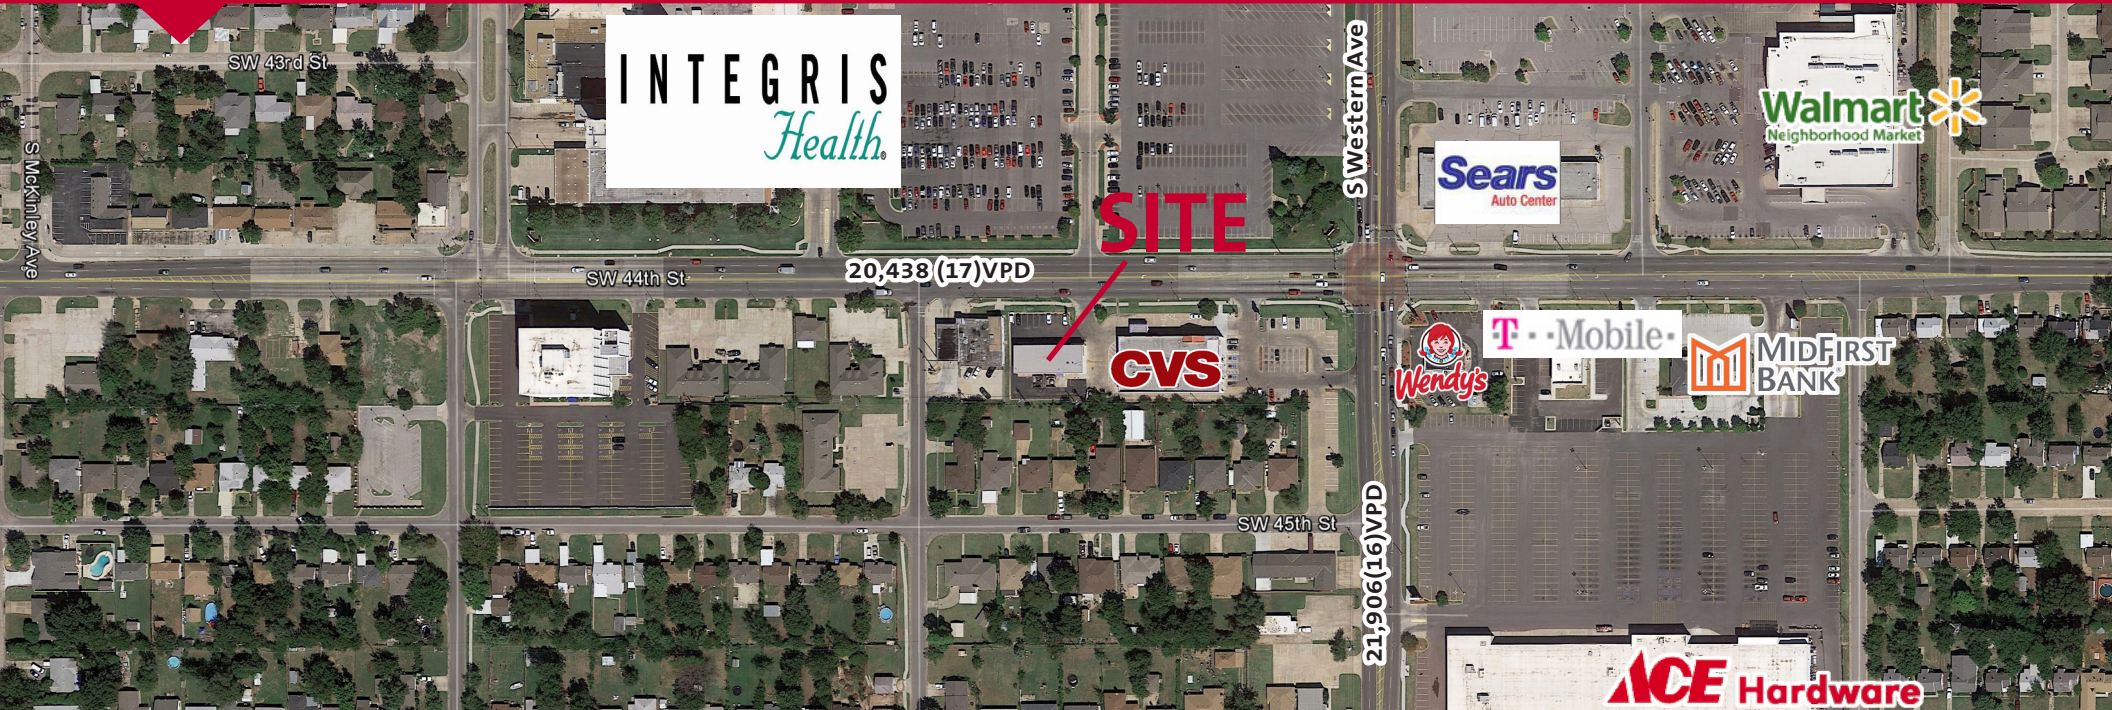 SW 43rd St
INTEGRIS
Health®
S Western Ave
Walmart
Neighborhood Market
Sears
Auto Center
S McKinley Ave
SITE
20,438 (17)VPD
SW 44th St
CVS
Wendy's
T··Mobile·
MIDFIRST
BANK®
21,906(16)VPD
SW 45th St
ACE Hardware